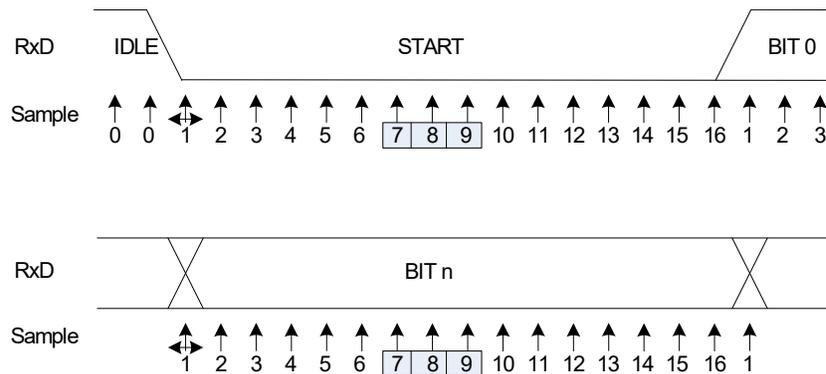 RxD IDLE START BIT 0
Sample
0 0 1 2 3 4 5 6 7 8 9 10 11 12 13 14 15 16 1 2 3
RxD BIT n
Sample
1 2 3 4 5 6 7 8 9 10 11 12 13 14 15 16 1